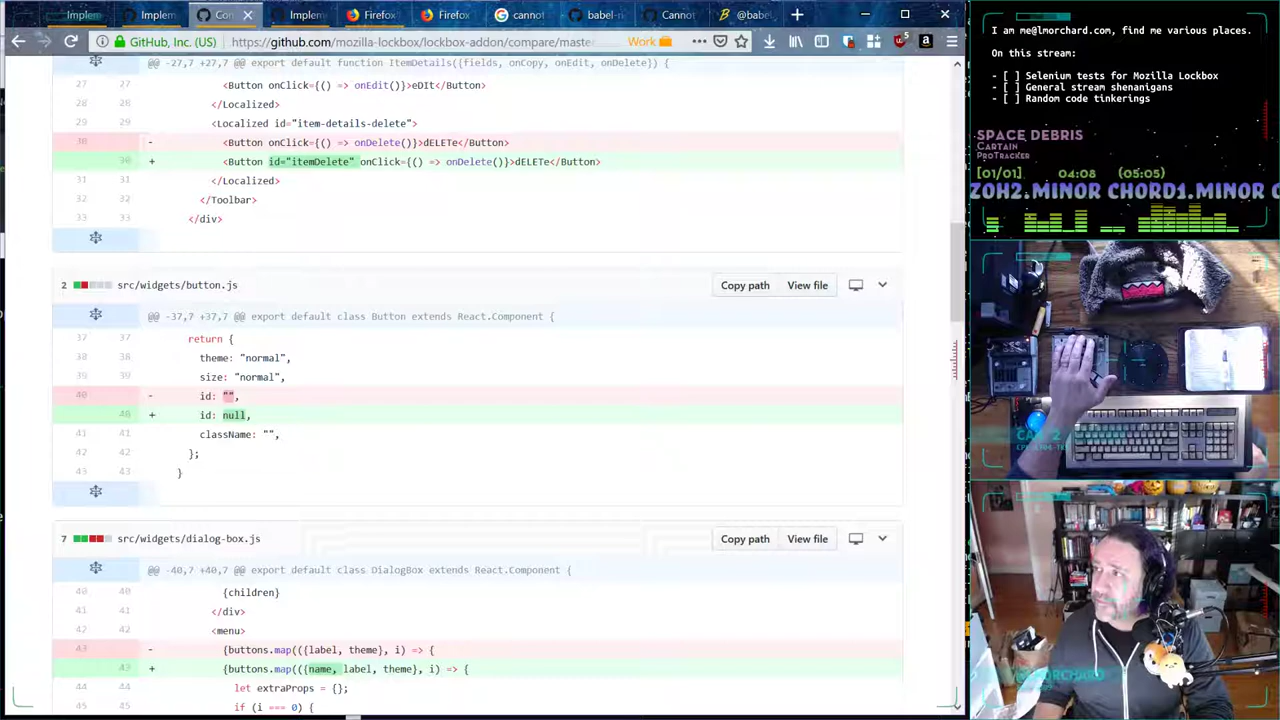 Implem
Implem
Con
Implem
Firefox
Firefox
cannot
babel-n
Cannot
@babe
GitHub, Inc. (US)
https://github.com/mozilla-lockbox/lockbox-addon/compare/maste
Work
5
I am me@lmorchard.com, find me various places.
On this stream:
- [ ] Selenium tests for Mozilla Lockbox
- [ ] General stream shenanigans
- [ ] Random code tinkerings
SPACE DEBRIS
CAPTAIN
PROTRACKER
[01/01] 04:08 (05:05)
ZOH2.MINOR CHORD1.MINOR C
@@ -27,7 +27,7 @@ export default function ItemDetails({fields, onCopy, onEdit, onDelete}) {
27 27 <Button onClick={() => onEdit()}>eDIt</Button>
28 28 </Localized>
29 29 <Localized id="item-details-delete">
30 - <Button onClick={() => onDelete()}>dELETe</Button>
30 + <Button id="itemDelete" onClick={() => onDelete()}>dELETe</Button>
31 31 </Localized>
32 32 </Toolbar>
33 33 </div>
2 src/widgets/button.js Copy path View file
@@ -37,7 +37,7 @@ export default class Button extends React.Component {
37 37 return {
38 38 theme: "normal",
39 39 size: "normal",
40 - id: "",
40 + id: null,
41 41 className: "",
42 42 };
43 43 }
7 src/widgets/dialog-box.js Copy path View file
@@ -40,7 +40,7 @@ export default class DialogBox extends React.Component {
40 40 {children}
41 41 </div>
42 42 <menu>
43 - {buttons.map(({label, theme}, i) => {
43 + {buttons.map(({name, label, theme}, i) => {
44 44 let extraProps = {};
45 45 if (i === 0) {
CAM 2